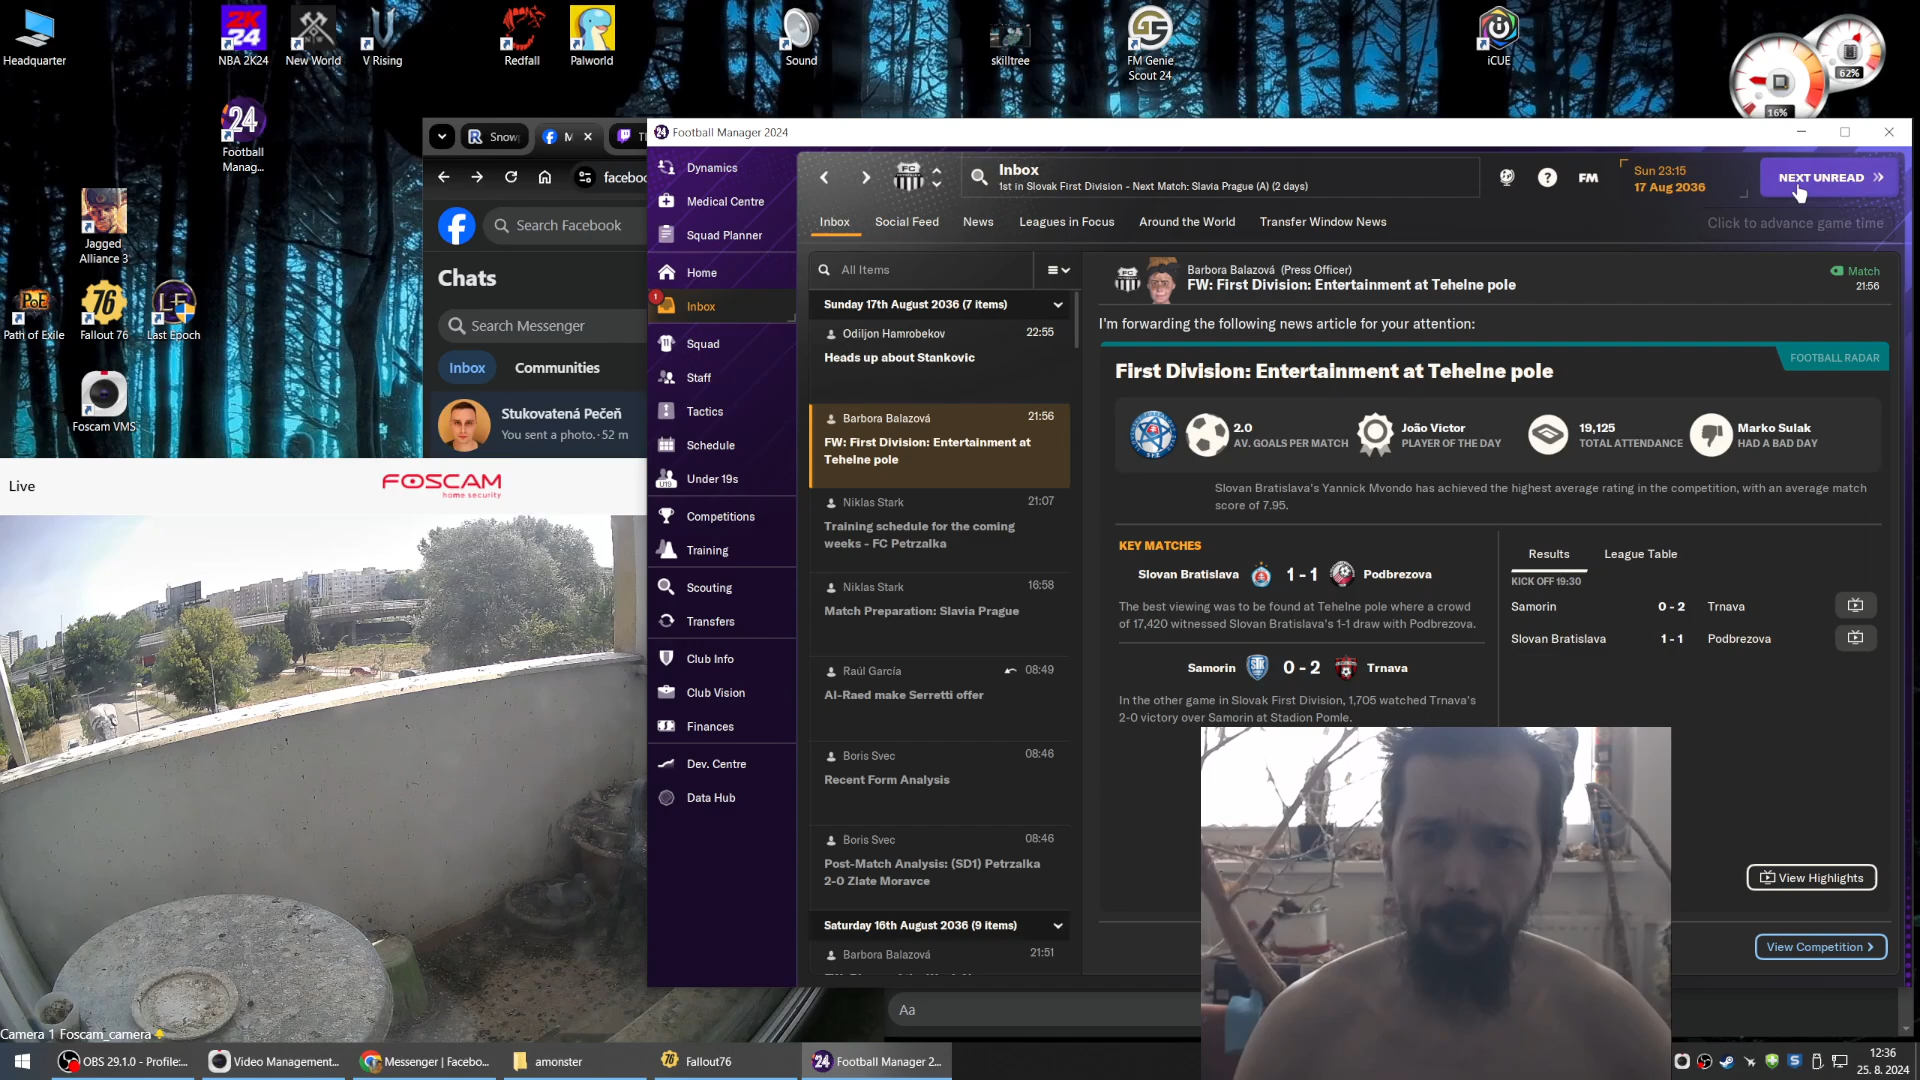 Headquarter
NBA 2K24
New World
V Rising
Redfall
Palworld
Sound
skilltree
FM Genie
Scout 24
iCUE
62%
16%
Football
Manag...
Jagged
Alliance 3
Path of Exile
Fallout 76
Last Epoch
Foscam VMS
Snow
M
faceboo
Search Facebook
Chats
Search Messenger
Inbox
Communities
Stukovatená Pečeň
You sent a photo. · 52 m
Live
FOSCAM
home security
Camera 1 Foscam_camera
Football Manager 2024
Dynamics
Medical Centre
Squad Planner
Home
1
Inbox
Squad
Staff
Tactics
Schedule
Under 19s
Competitions
Training
Scouting
Transfers
Club Info
Club Vision
Finances
Dev. Centre
Data Hub
Inbox
1st in Slovak First Division - Next Match: Slavia Prague (A) (2 days)
FM
Sun 23:15
17 Aug 2036
NEXT UNREAD
Click to advance game time
Inbox
Social Feed
News
Leagues in Focus
Around the World
Transfer Window News
All Items
Sunday 17th August 2036 (7 items)
Odiljon Hamrobekov 22:55
Heads up about Stankovic
Barbora Balazová 21:56
FW: First Division: Entertainment at
Tehelne pole
Niklas Stark 21:07
Training schedule for the coming
weeks - FC Petrzalka
Niklas Stark 16:58
Match Preparation: Slavia Prague
Raúl García 08:49
Al-Raed make Serretti offer
Boris Svec 08:46
Recent Form Analysis
Boris Svec 08:46
Post-Match Analysis: (SD1) Petrzalka
2-0 Zlate Moravce
Saturday 16th August 2036 (9 items)
Barbora Balazová 21:51
Barbora Balazová (Press Officer)
FW: First Division: Entertainment at Tehelne pole
Match
21:56
I'm forwarding the following news article for your attention:
FOOTBALL RADAR
First Division: Entertainment at Tehelne pole
2.0
AV. GOALS PER MATCH
João Victor
PLAYER OF THE DAY
19,125
TOTAL ATTENDANCE
Marko Sulak
HAD A BAD DAY
Slovan Bratislava's Yannick Mvondo has achieved the highest average rating in the competition, with an average match
score of 7.95.
KEY MATCHES
Slovan Bratislava 1 - 1 Podbrezova
The best viewing was to be found at Tehelne pole where a crowd
of 17,420 witnessed Slovan Bratislava's 1-1 draw with Podbrezova.
Samorin 0 - 2 Trnava
In the other game in Slovak First Division, 1,705 watched Trnava's
2-0 victory over Samorin at Stadion Pomle.
Results
League Table
KICK OFF 19:30
Samorin 0 - 2 Trnava
Slovan Bratislava 1 - 1 Podbrezova
View Highlights
View Competition
Aa
OBS 29.1.0 - Profile:...
Video Management...
Messenger | Facebo...
amonster
Fallout76
Football Manager 2...
12:36
25. 8. 2024